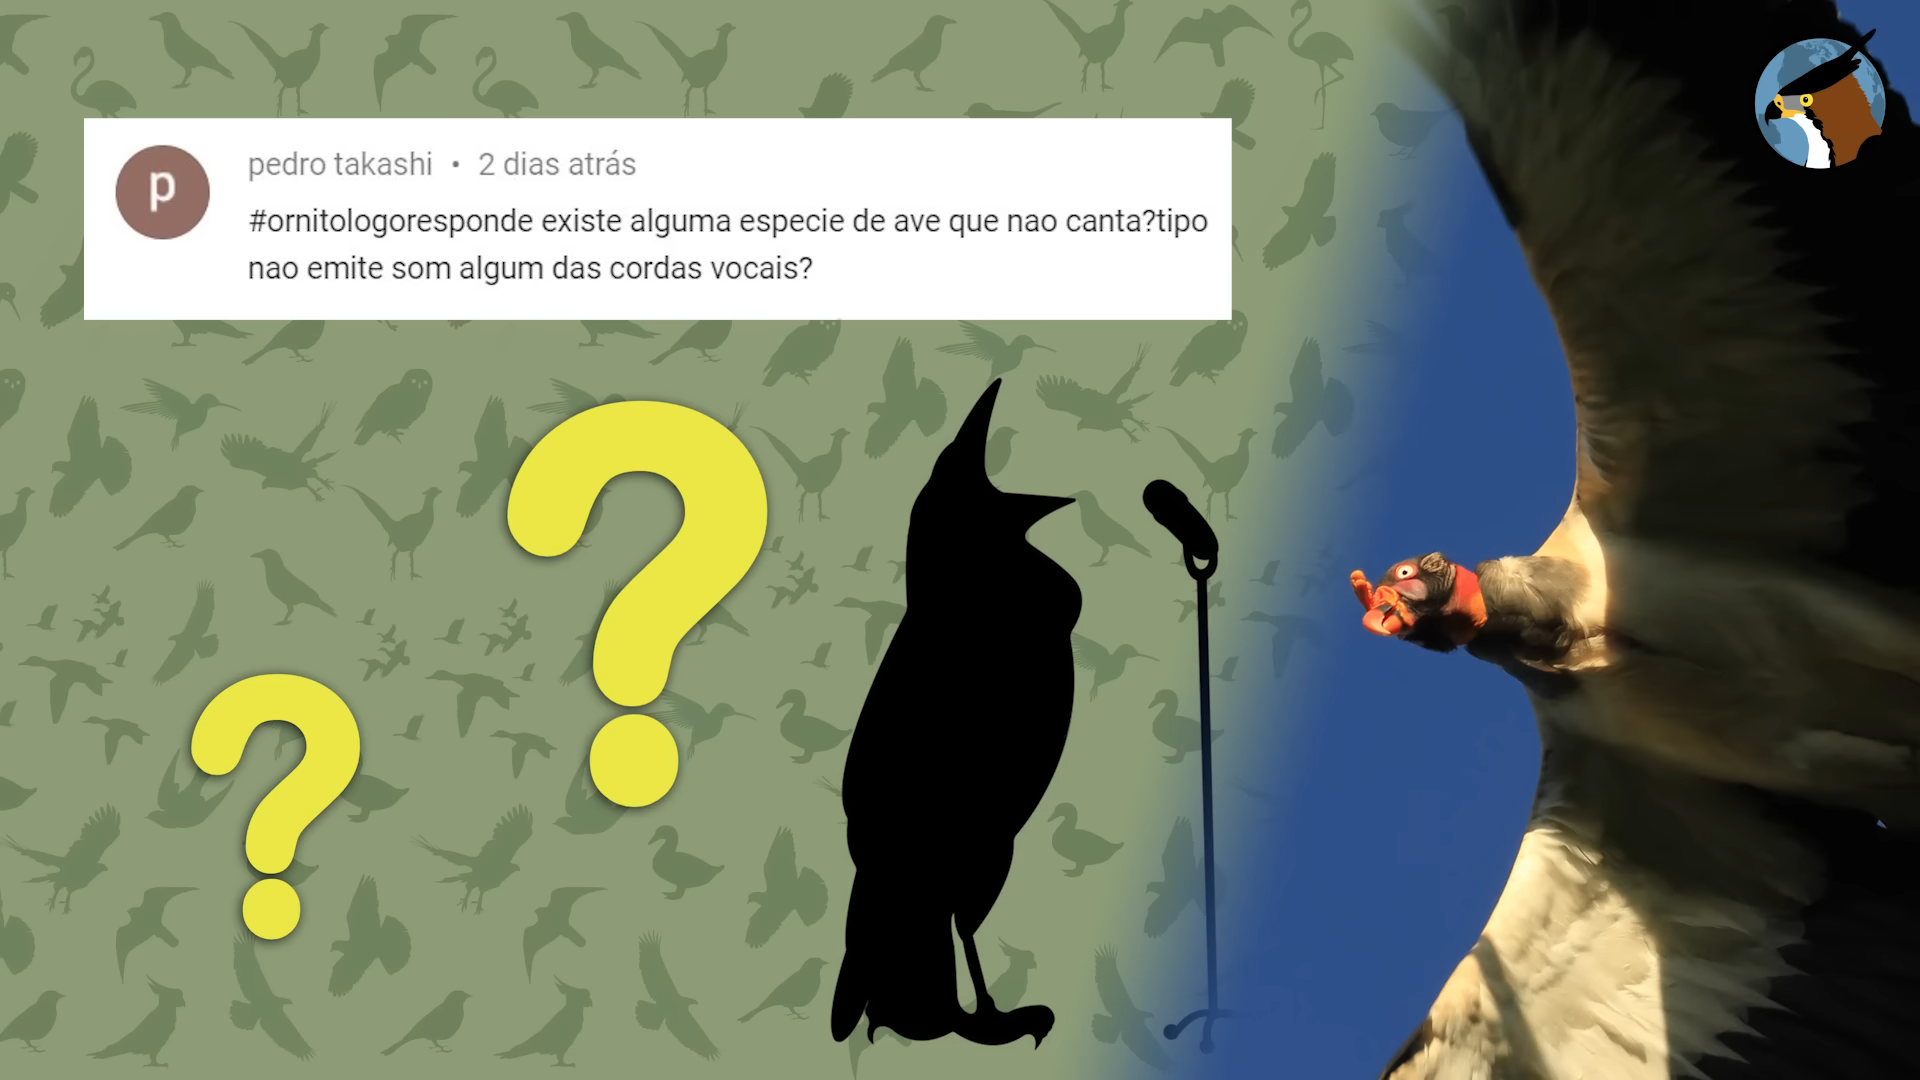 p
pedro takashi • 2 dias atrás
#ornitologoresponde existe alguma especie de ave que nao canta?tipo
nao emite som algum das cordas vocais?
? ?